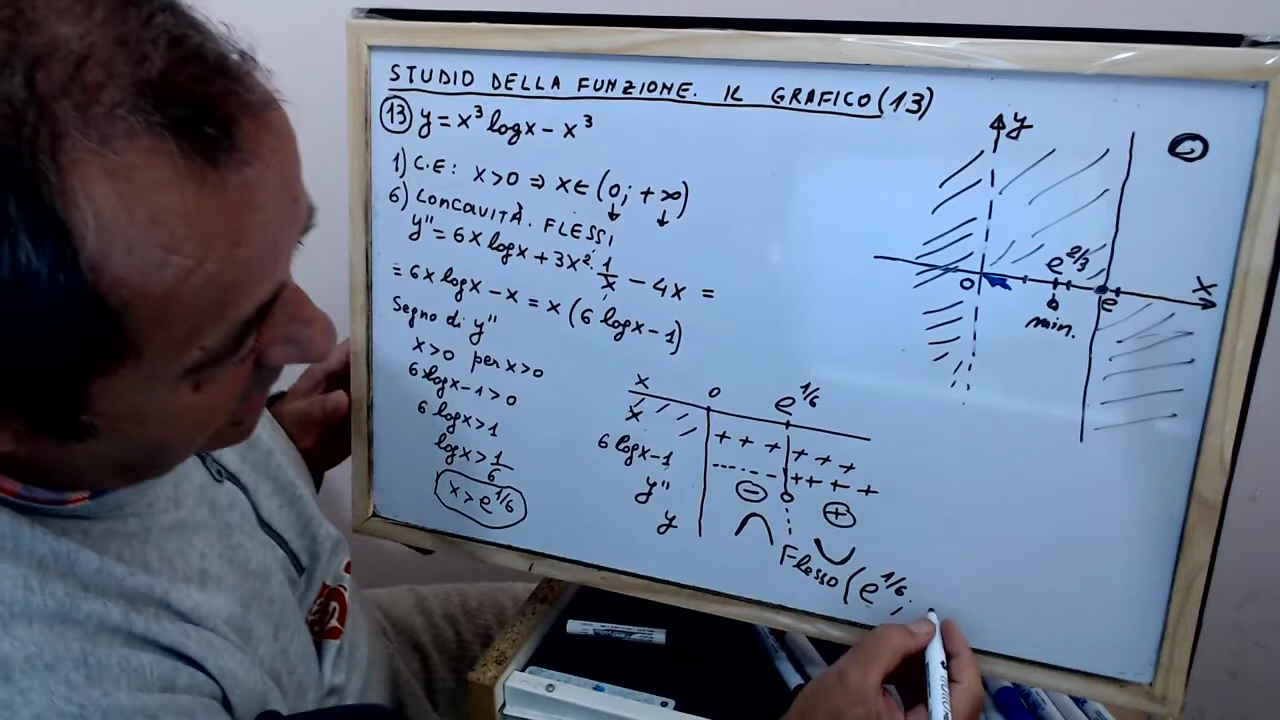 STUDIO DELLA FUNZIONE. IL GRAFICO (13)
13 y = x³ logx - x³
1) C.E: x>0 ⇒ x∈(0; +∞)
6) CONCAVITÀ. FLESSI
y'' = 6x logx + 3x² · 1/x - 4x =
= 6x logx - x = x (6 logx - 1)
Segno di y''
x>0 per x>0
6 logx - 1 > 0
6 logx > 1
logx > 1/6
x > e^1/6
x 0 e^1/6
x + + + + + +
6 logx - 1 - - - - - + + + +
y'' - +
y
Flesso (e^1/6;
y
e^2/3
0 e x
min.